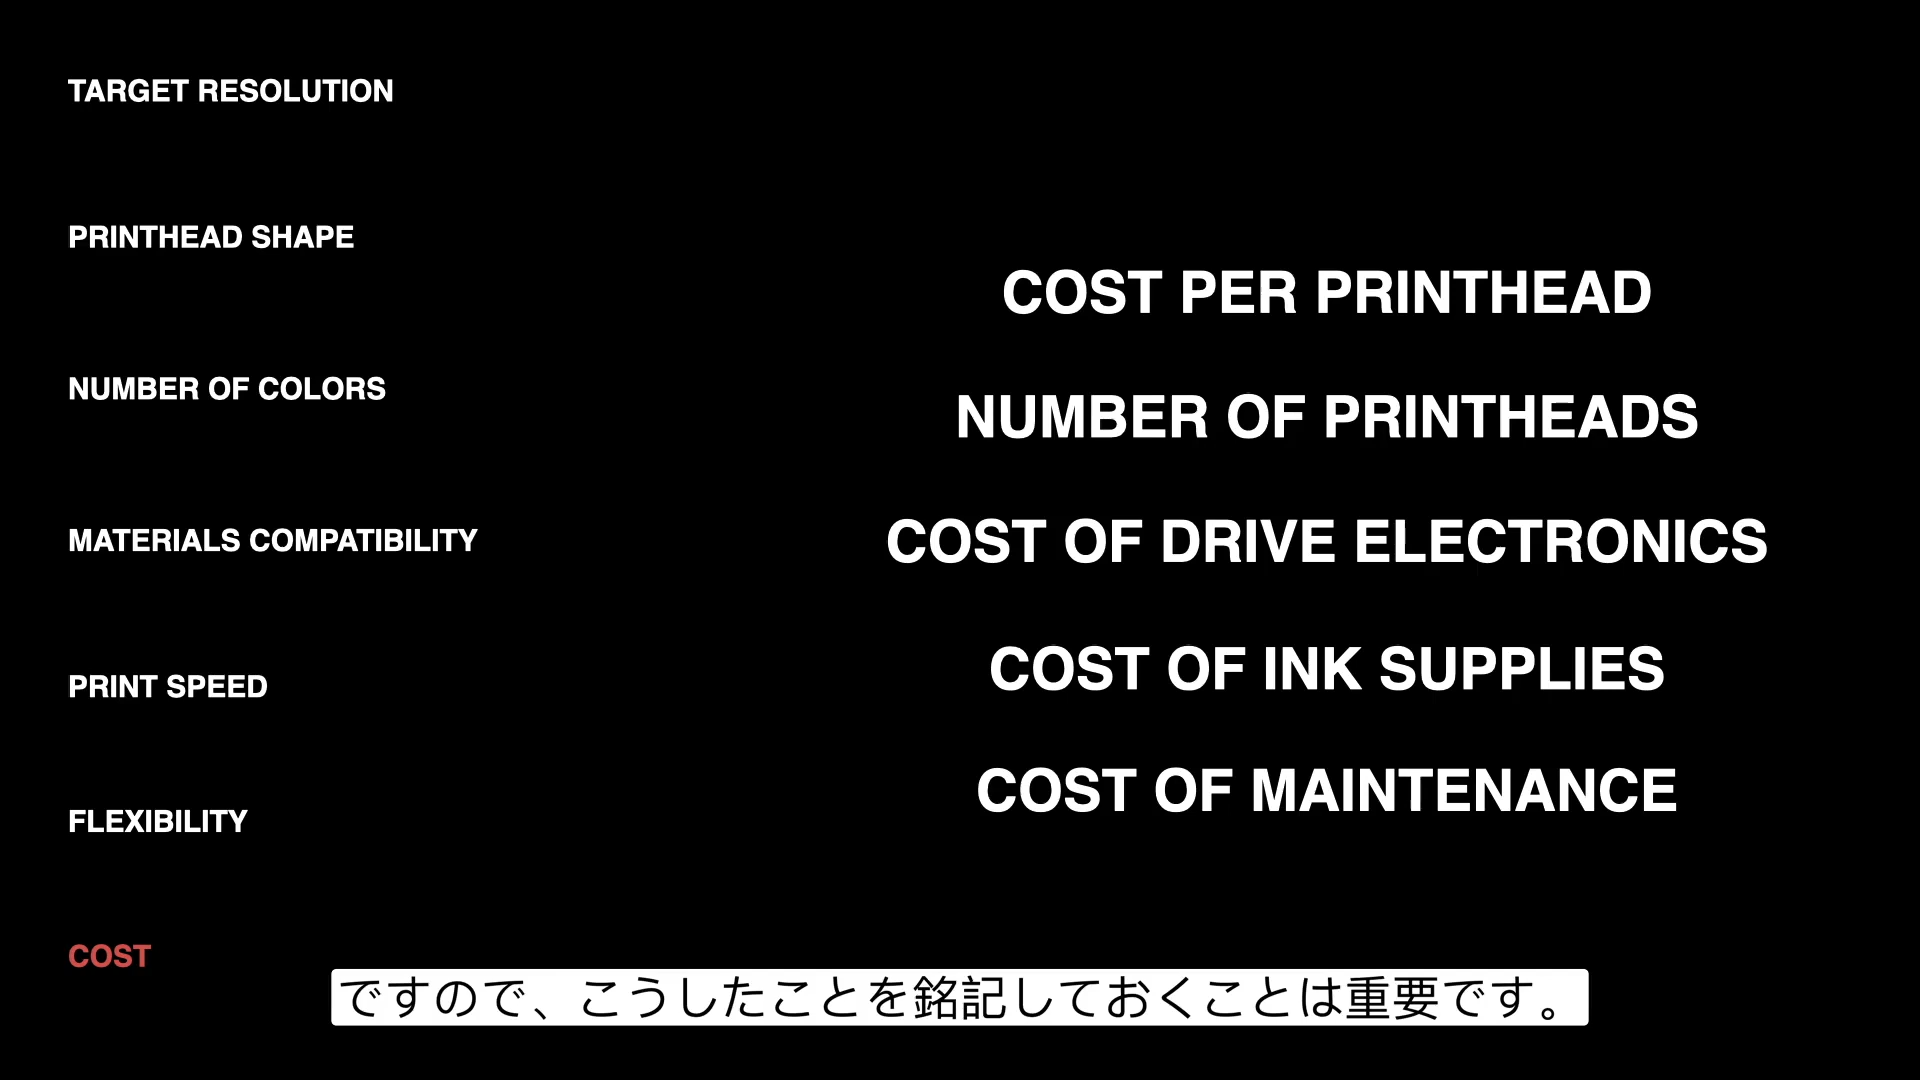 TARGET RESOLUTION
PRINTHEAD SHAPE
NUMBER OF COLORS
MATERIALS COMPATIBILITY
PRINT SPEED
FLEXIBILITY
COST
COST PER PRINTHEAD
NUMBER OF PRINTHEADS
COST OF DRIVE ELECTRONICS
COST OF INK SUPPLIES
COST OF MAINTENANCE
ですので、こうしたことを銘記しておくことは重要です。